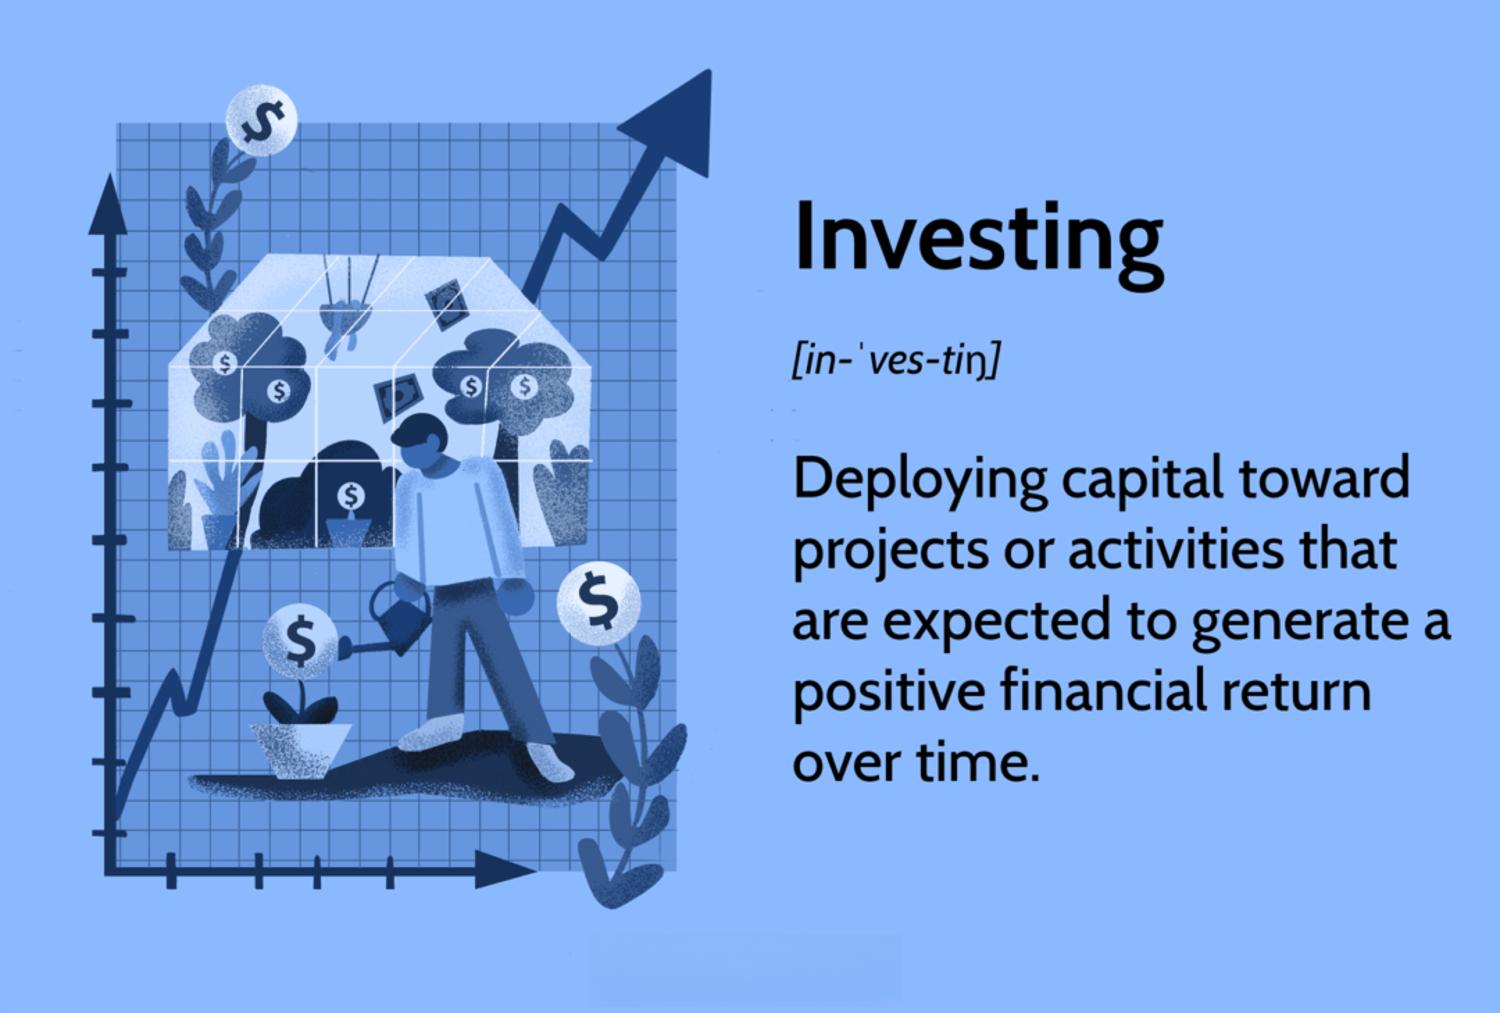 Investing
[in-ˈves-tiŋ]
Deploying capital toward
projects or activities that
are expected to generate a
positive financial return
over time.
$
$
$
$
$
$
$
$